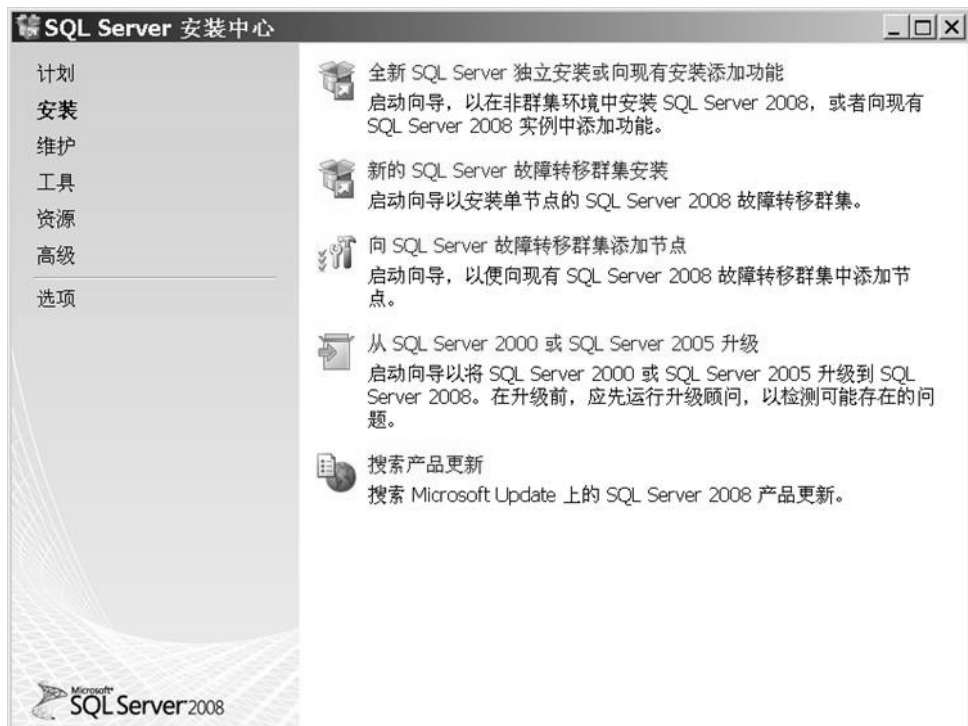 SQL Server 安装中心
计划
安装
维护
工具
资源
高级
选项
全新 SQL Server 独立安装或向现有安装添加功能
启动向导，以在非群集环境中安装 SQL Server 2008，或者向现有
SQL Server 2008 实例中添加功能。
新的 SQL Server 故障转移群集安装
启动向导以安装单节点的 SQL Server 2008 故障转移群集。
向 SQL Server 故障转移群集添加节点
启动向导，以便向现有 SQL Server 2008 故障转移群集中添加节
点。
从 SQL Server 2000 或 SQL Server 2005 升级
启动向导以将 SQL Server 2000 或 SQL Server 2005 升级到 SQL
Server 2008。在升级前，应先运行升级顾问，以检测可能存在的问
题。
搜索产品更新
搜索 Microsoft Update 上的 SQL Server 2008 产品更新。
Microsoft
SQL Server 2008